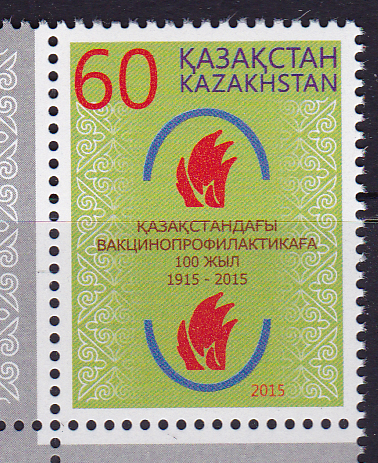 60
ҚАЗАҚСТАН
KAZAKHSTAN
ҚАЗАҚСТАНДАҒЫ
ВАКЦИНОПРОФИЛАКТИКАҒА
100 ЖЫЛ
1915 - 2015
2015